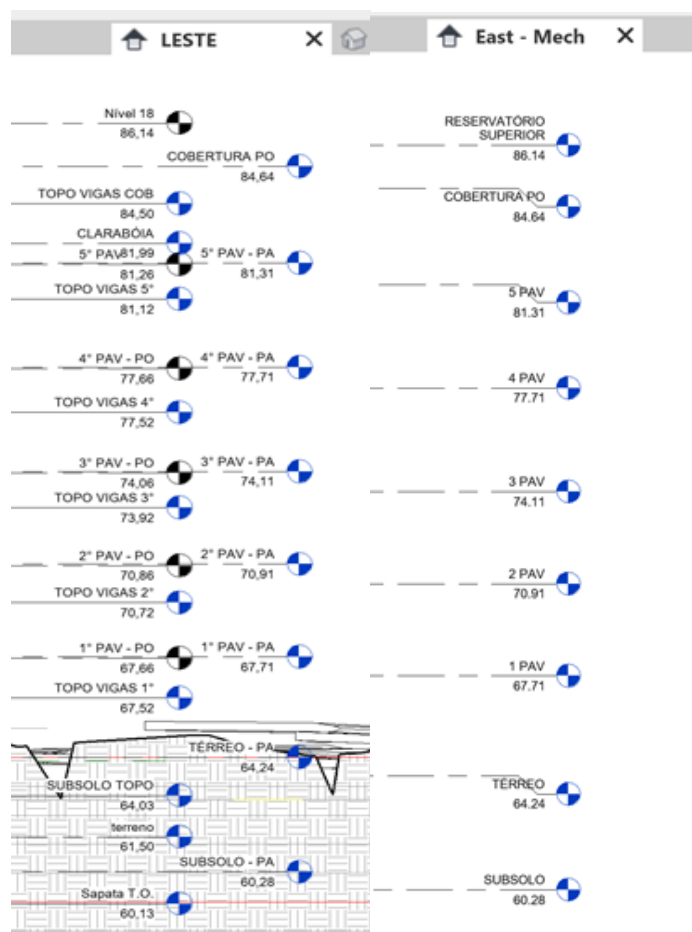 LESTE
Nível 18
86,14
COBERTURA PO
84,64
TOPO VIGAS COB
84,50
CLARABÓIA
81,99
5° PAV
81,26
5° PAV - PA
81,31
TOPO VIGAS 5°
81,12
4° PAV - PO
77,66
4° PAV - PA
77,71
TOPO VIGAS 4°
77,52
3° PAV - PO
74,06
3° PAV - PA
74,11
TOPO VIGAS 3°
73,92
2° PAV - PO
70,86
2° PAV - PA
70,91
TOPO VIGAS 2°
70,72
1° PAV - PO
67,66
1° PAV - PA
67,71
TOPO VIGAS 1°
67,52
TÉRREO - PA
64,24
SUBSOLO TOPO
64,03
terreno
61,50
SUBSOLO - PA
60,28
Sapata T.O.
60,13
East - Mech
RESERVATÓRIO
SUPERIOR
86.14
COBERTURA PO
84.64
5 PAV
81.31
4 PAV
77.71
3 PAV
74.11
2 PAV
70.91
1 PAV
67.71
TÉRREO
64.24
SUBSOLO
60.28